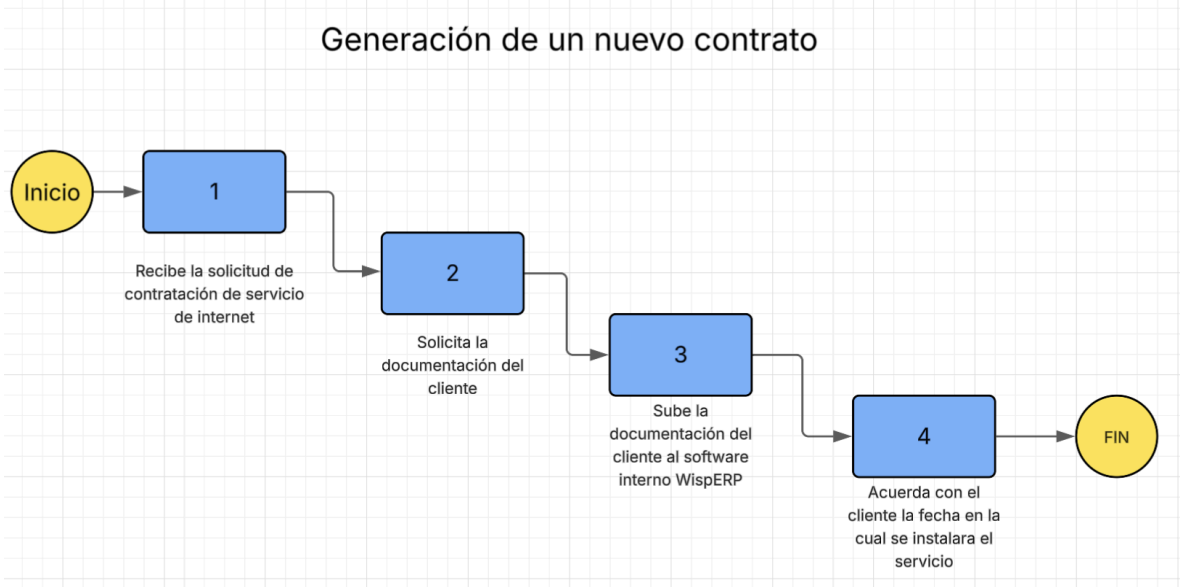 Generación de un nuevo contrato
Inicio
1
Recibe la solicitud de
contratación de servicio
de internet
2
Solicita la
documentación del
cliente
3
Sube la
documentación del
cliente al software
interno WispERP
4
Acuerda con el
cliente la fecha en la
cual se instalara el
servicio
FIN